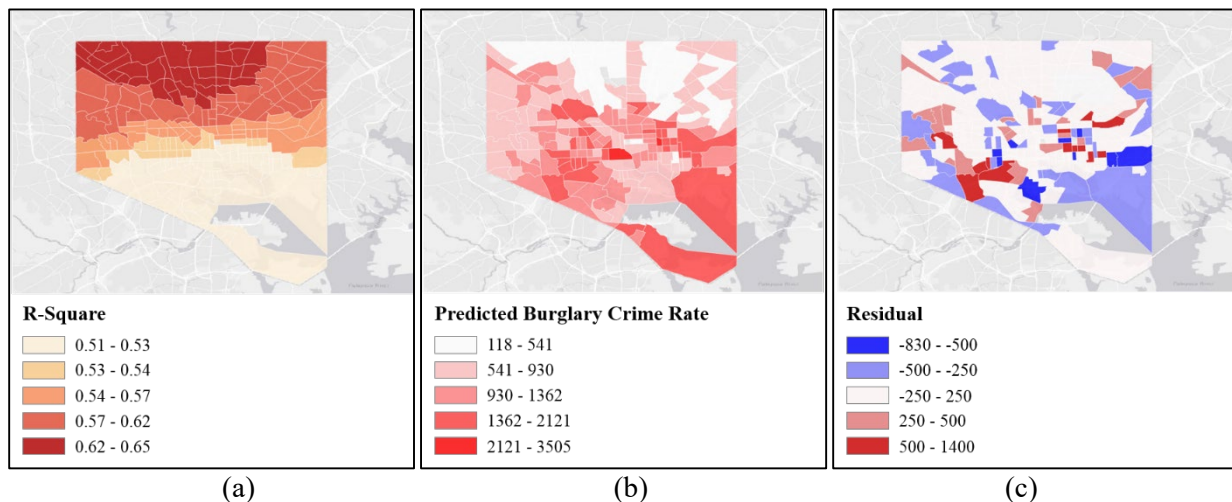 R-Square
0.51 - 0.53
0.53 - 0.54
0.54 - 0.57
0.57 - 0.62
0.62 - 0.65
(a)
Predicted Burglary Crime Rate
118 - 541
541 - 930
930 - 1362
1362 - 2121
2121 - 3505
(b)
Residual
-830 - -500
-500 - -250
-250 - 250
250 - 500
500 - 1400
(c)